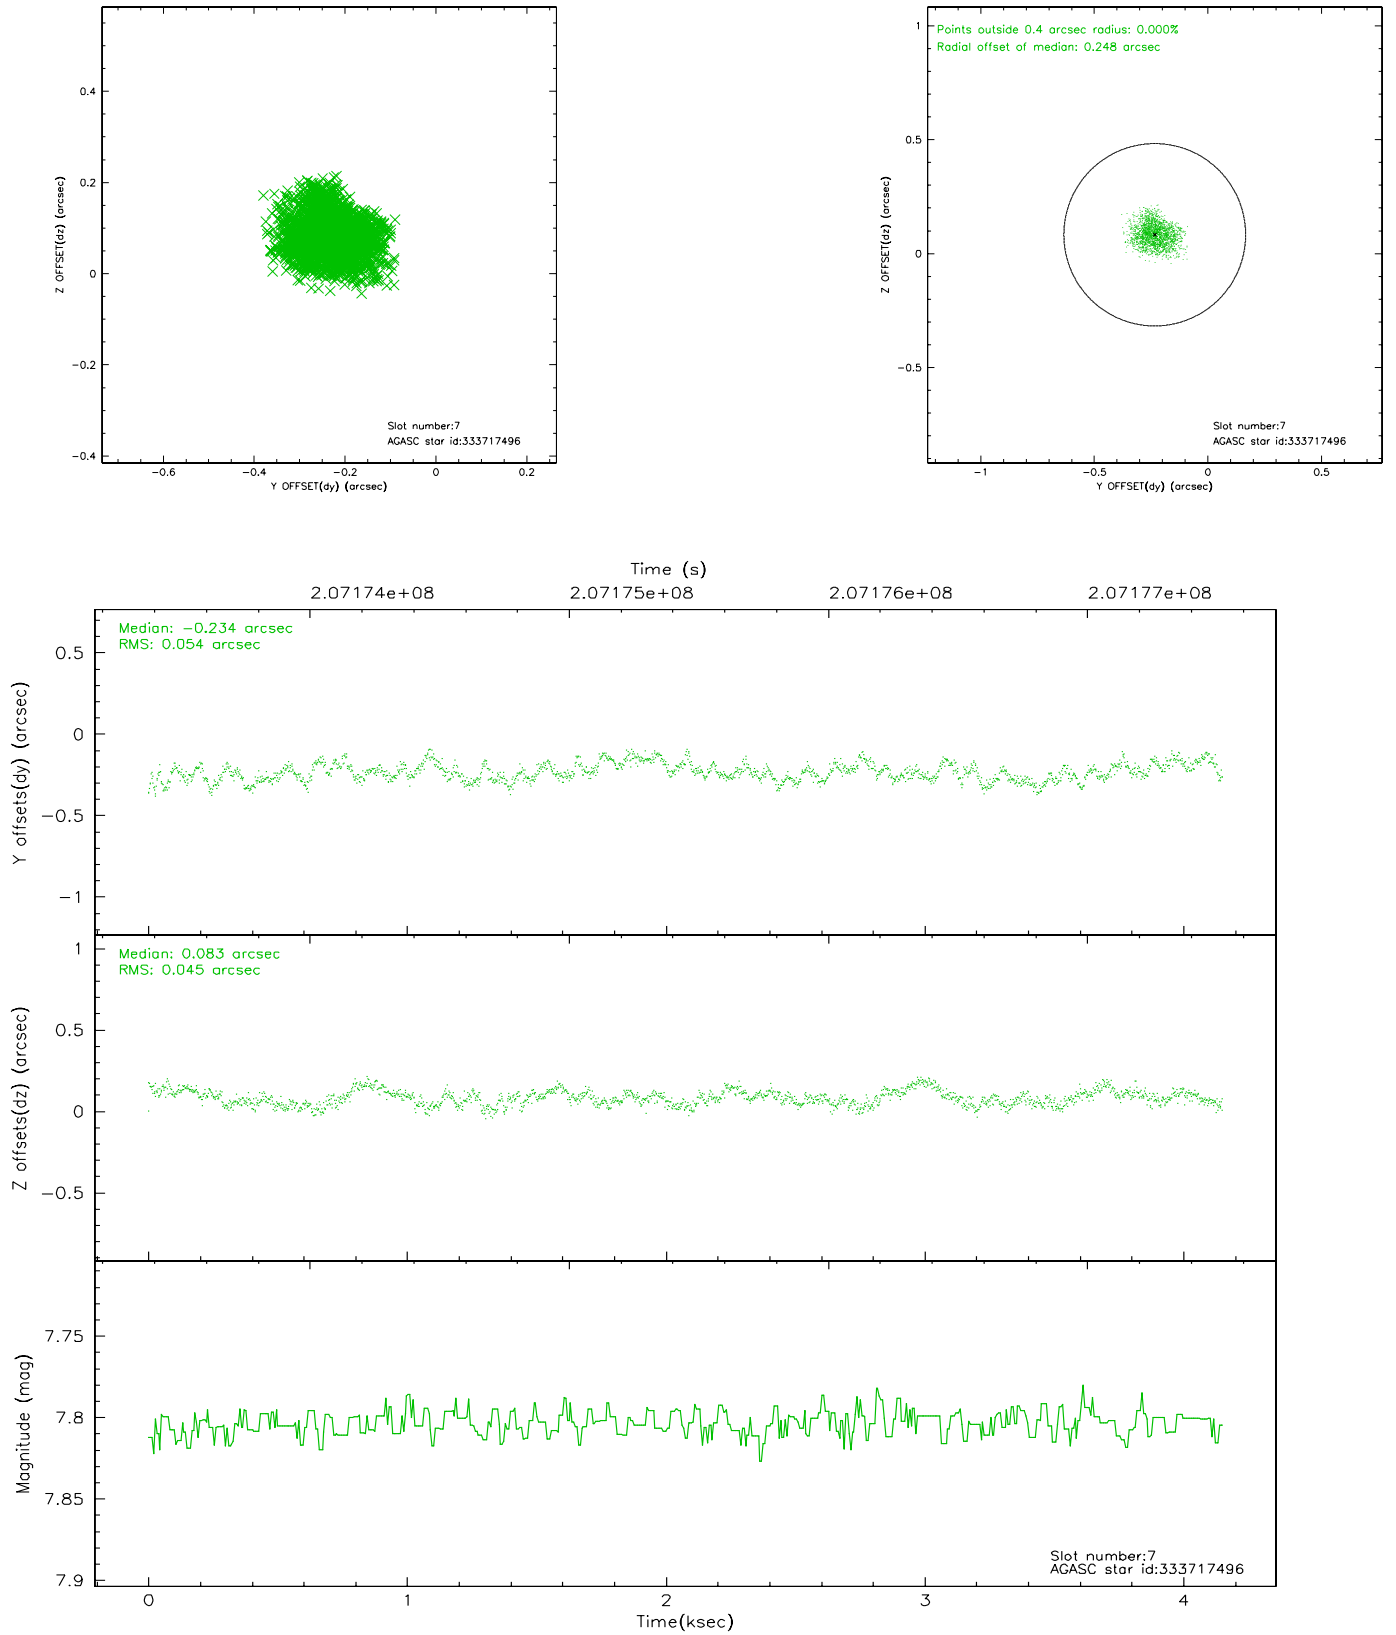 0.4
0.2
0
−0.2
−0.4
Z OFFSET(dz) (arcsec)
Slot number:7
AGASC star id:333717496
−0.6 −0.4 −0.2 0 0.2
Y OFFSET(dy) (arcsec)
Points outside 0.4 arcsec radius: 0.000%
Radial offset of median: 0.248 arcsec
1
0.5
0
−0.5
Z OFFSET(dz) (arcsec)
Slot number:7
AGASC star id:333717496
−1 −0.5 0 0.5
Y OFFSET(dy) (arcsec)
Time (s)
2.07174e+08 2.07175e+08 2.07176e+08 2.07177e+08
Median: −0.234 arcsec
RMS: 0.054 arcsec
0.5
0
−0.5
−1
Y offsets(dy) (arcsec)
Median: 0.083 arcsec
RMS: 0.045 arcsec
1
0.5
0
−0.5
Z offsets(dz) (arcsec)
7.75
7.8
7.85
7.9
Magnitude (mag)
Slot number:7
AGASC star id:333717496
0 1 2 3 4
Time(ksec)